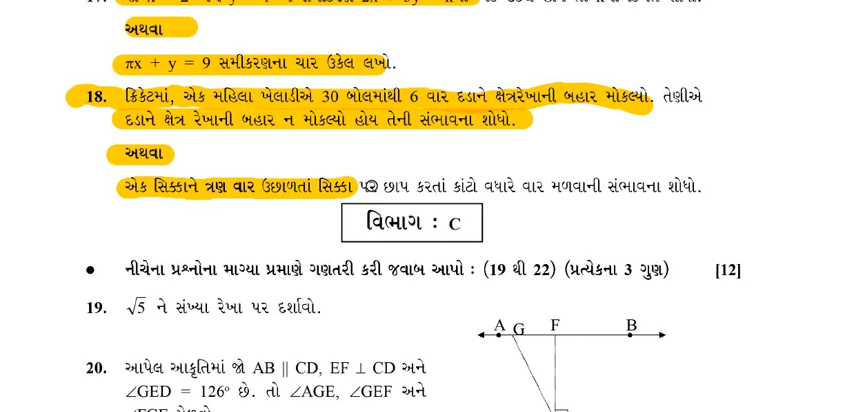 અથવા
πx + y = 9 સમીકરણના ચાર ઉકેલ લખો.
18. ક્રિકેટમાં, એક મહિલા ખેલાડીએ 30 બોલમાંથી 6 વાર દડાને ક્ષેત્રરેખાની બહાર મોકલ્યો. તેણીએ
દડાને ક્ષેત્ર રેખાની બહાર ન મોકલ્યો હોય તેની સંભાવના શોધો.
અથવા
એક સિક્કાને ત્રણ વાર ઉછાળતાં સિક્કા પર છાપ કરતાં કાંટો વધારે વાર મળવાની સંભાવના શોધો.
વિભાગ : C
● નીચેના પ્રશ્નોના માગ્યા પ્રમાણે ગણતરી કરી જવાબ આપો : (19 થી 22) (પ્રત્યેકના 3 ગુણ) [12]
19. √5 ને સંખ્યા રેખા પર દર્શાવો.
A G F B
20. આપેલ આકૃતિમાં જો AB || CD, EF ⊥ CD અને
∠GED = 126° છે. તો ∠AGE, ∠GEF અને